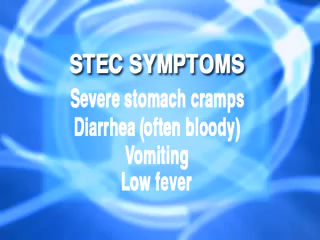 STEC SYMPTOMS
Severe stomach cramps
Diarrhea (often bloody)
Vomiting
Low fever